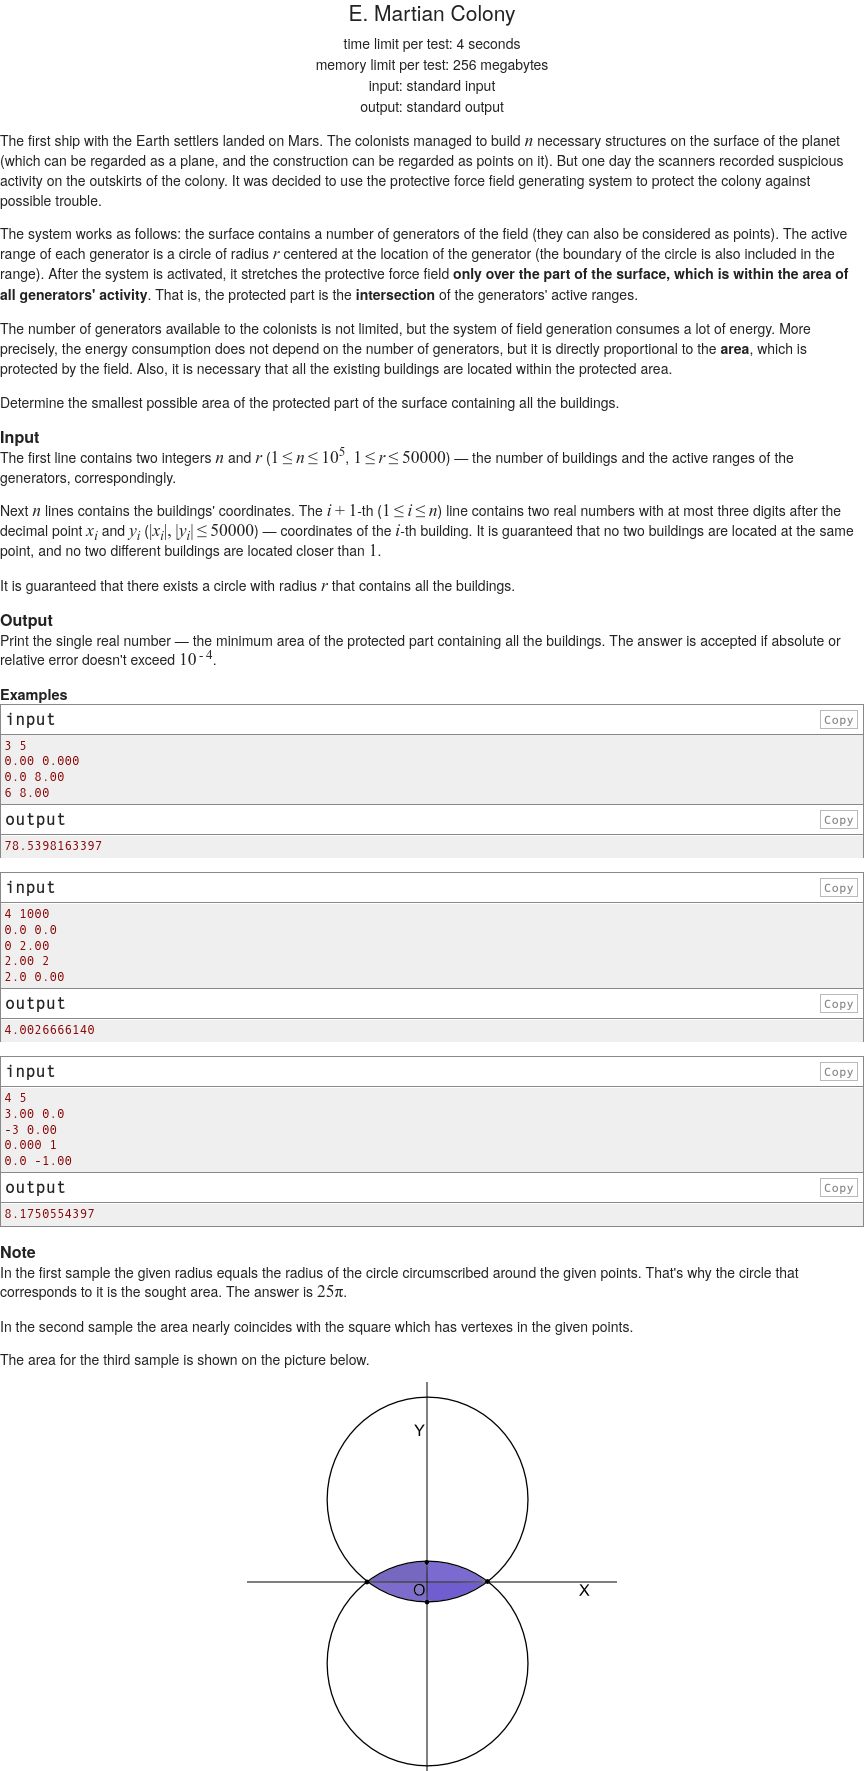 E. Martian Colony
time limit per test: 4 seconds
memory limit per test: 256 megabytes
input: standard input
output: standard output
The first ship with the Earth settlers landed on Mars. The colonists managed to build n necessary structures on the surface of the planet
(which can be regarded as a plane, and the construction can be regarded as points on it). But one day the scanners recorded suspicious
activity on the outskirts of the colony. It was decided to use the protective force field generating system to protect the colony against
possible trouble.
The system works as follows: the surface contains a number of generators of the field (they can also be considered as points). The active
range of each generator is a circle of radius r centered at the location of the generator (the boundary of the circle is also included in the
range). After the system is activated, it stretches the protective force field only over the part of the surface, which is within the area of
all generators' activity. That is, the protected part is the intersection of the generators' active ranges.
The number of generators available to the colonists is not limited, but the system of field generation consumes a lot of energy. More
precisely, the energy consumption does not depend on the number of generators, but it is directly proportional to the area, which is
protected by the field. Also, it is necessary that all the existing buildings are located within the protected area.
Determine the smallest possible area of the protected part of the surface containing all the buildings.
Input
The first line contains two integers n and r (1 ≤ n ≤ 10^5, 1 ≤ r ≤ 50000) — the number of buildings and the active ranges of the
generators, correspondingly.
Next n lines contains the buildings' coordinates. The i + 1-th (1 ≤ i ≤ n) line contains two real numbers with at most three digits after the
decimal point x_i and y_i (|x_i|, |y_i| ≤ 50000) — coordinates of the i-th building. It is guaranteed that no two buildings are located at the same
point, and no two different buildings are located closer than 1.
It is guaranteed that there exists a circle with radius r that contains all the buildings.
Output
Print the single real number — the minimum area of the protected part containing all the buildings. The answer is accepted if absolute or
relative error doesn't exceed 10^-4.
Examples
input Copy
3 5
0.00 0.000
0.0 8.00
6 8.00
output Copy
78.5398163397
input Copy
4 1000
0.0 0.0
0 2.00
2.00 2
2.0 0.00
output Copy
4.0026666140
input Copy
4 5
3.00 0.0
-3 0.00
0.000 1
0.0 -1.00
output Copy
8.1750554397
Note
In the first sample the given radius equals the radius of the circle circumscribed around the given points. That's why the circle that
corresponds to it is the sought area. The answer is 25π.
In the second sample the area nearly coincides with the square which has vertexes in the given points.
The area for the third sample is shown on the picture below.
Y
O
X